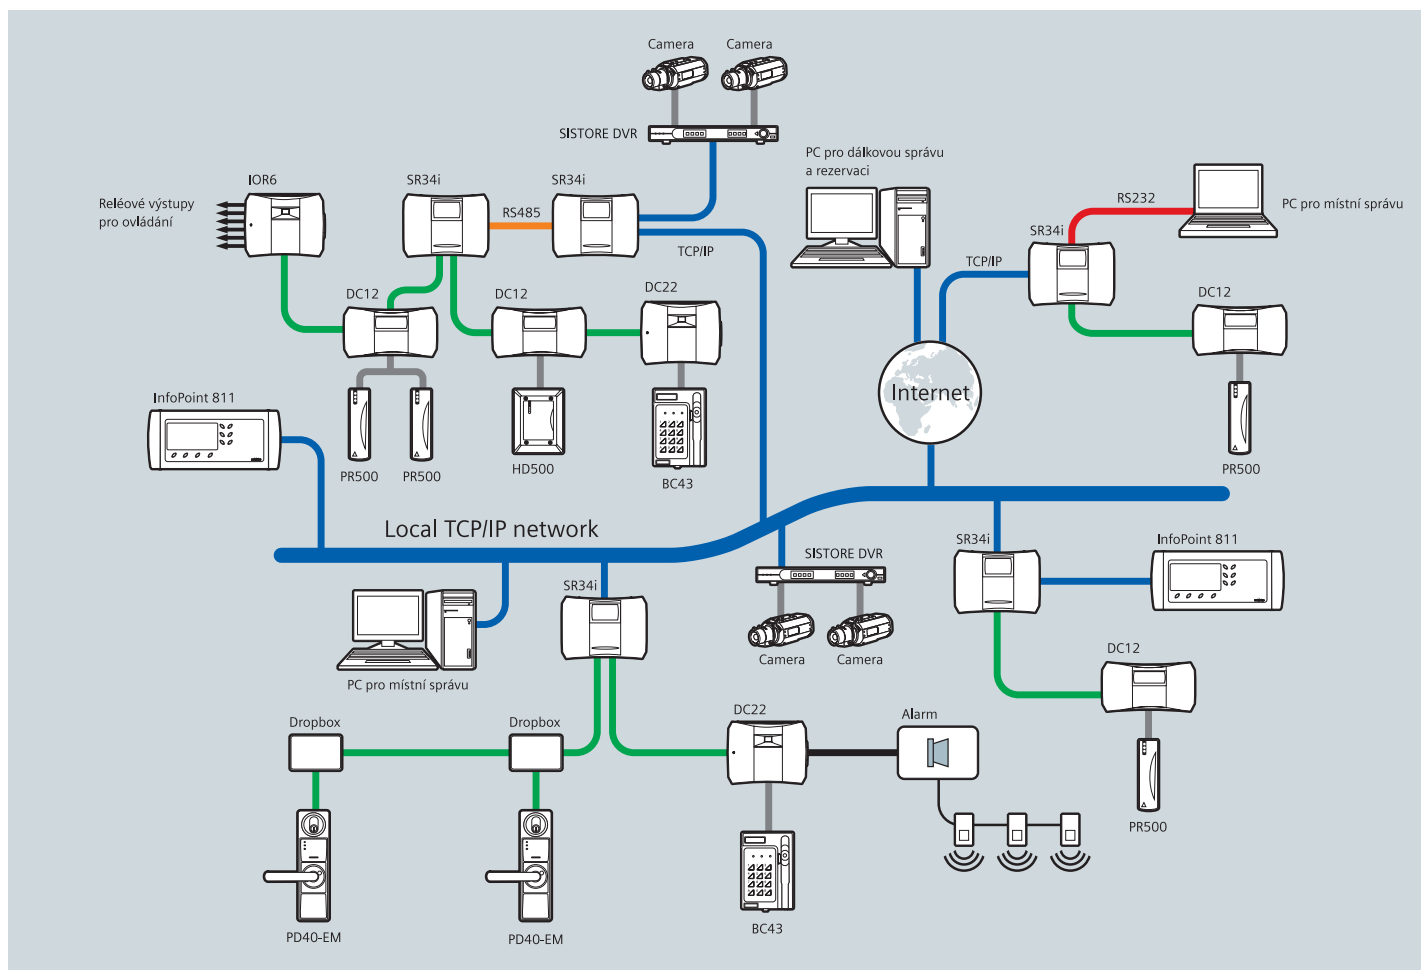 Camera
Camera
SISTORE DVR
PC pro dálkovou správu
a rezervaci
IOR6
SR34i
SR34i
RS232
Reléové výstupy
pro ovládání
RS485
PC pro místní správu
SR34i
TCP/IP
TCP/IP
DC12
DC12
DC22
DC12
Internet
InfoPoint 811
PR500
PR500
HD500
BC43
PR500
Local TCP/IP network
SR34i
InfoPoint 811
SISTORE DVR
SR34i
Camera
Camera
DC12
PC pro místní správu
Dropbox
Dropbox
DC22
Alarm
PR500
PD40-EM
PD40-EM
BC43